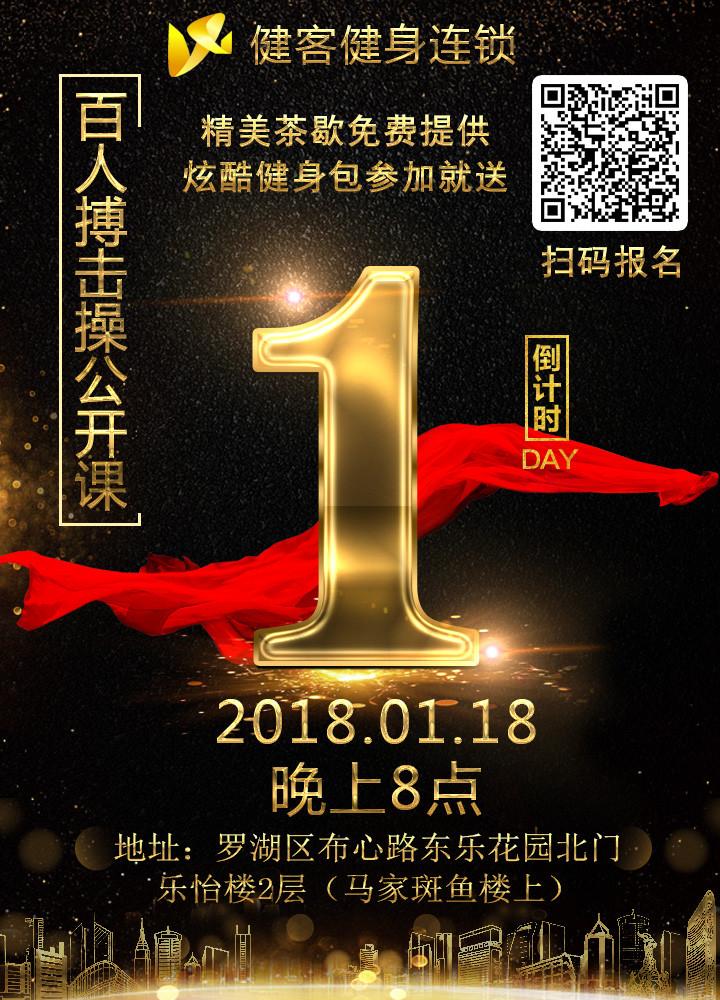 健客健身连锁
百人搏击操公开课
精美茶歇免费提供
炫酷健身包参加就送
扫码报名
1
倒计时
DAY
2018.01.18
晚上8点
地址：罗湖区布心路东乐花园北门
乐怡楼2层（马家斑鱼楼上）